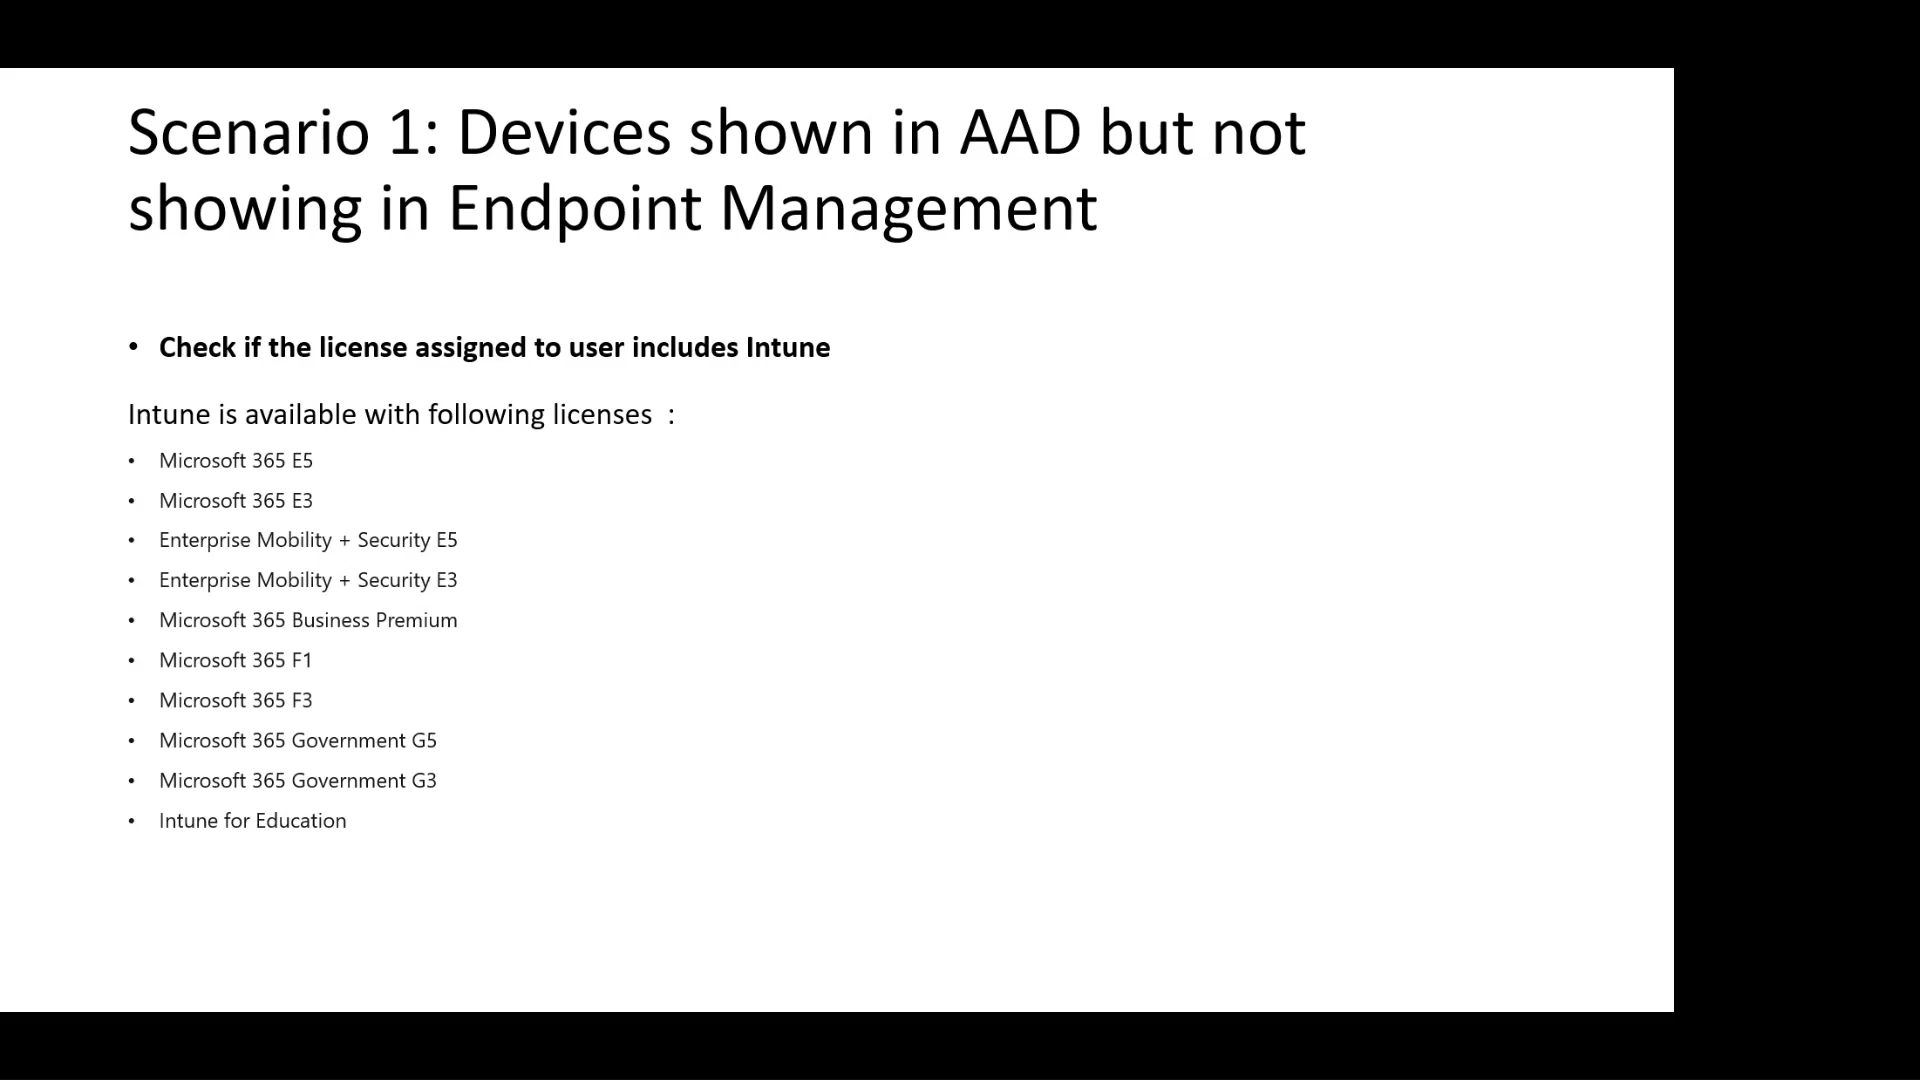 Scenario 1: Devices shown in AAD but not
showing in Endpoint Management
• Check if the license assigned to user includes Intune
Intune is available with following licenses :
• Microsoft 365 E5
• Microsoft 365 E3
• Enterprise Mobility + Security E5
• Enterprise Mobility + Security E3
• Microsoft 365 Business Premium
• Microsoft 365 F1
• Microsoft 365 F3
• Microsoft 365 Government G5
• Microsoft 365 Government G3
• Intune for Education